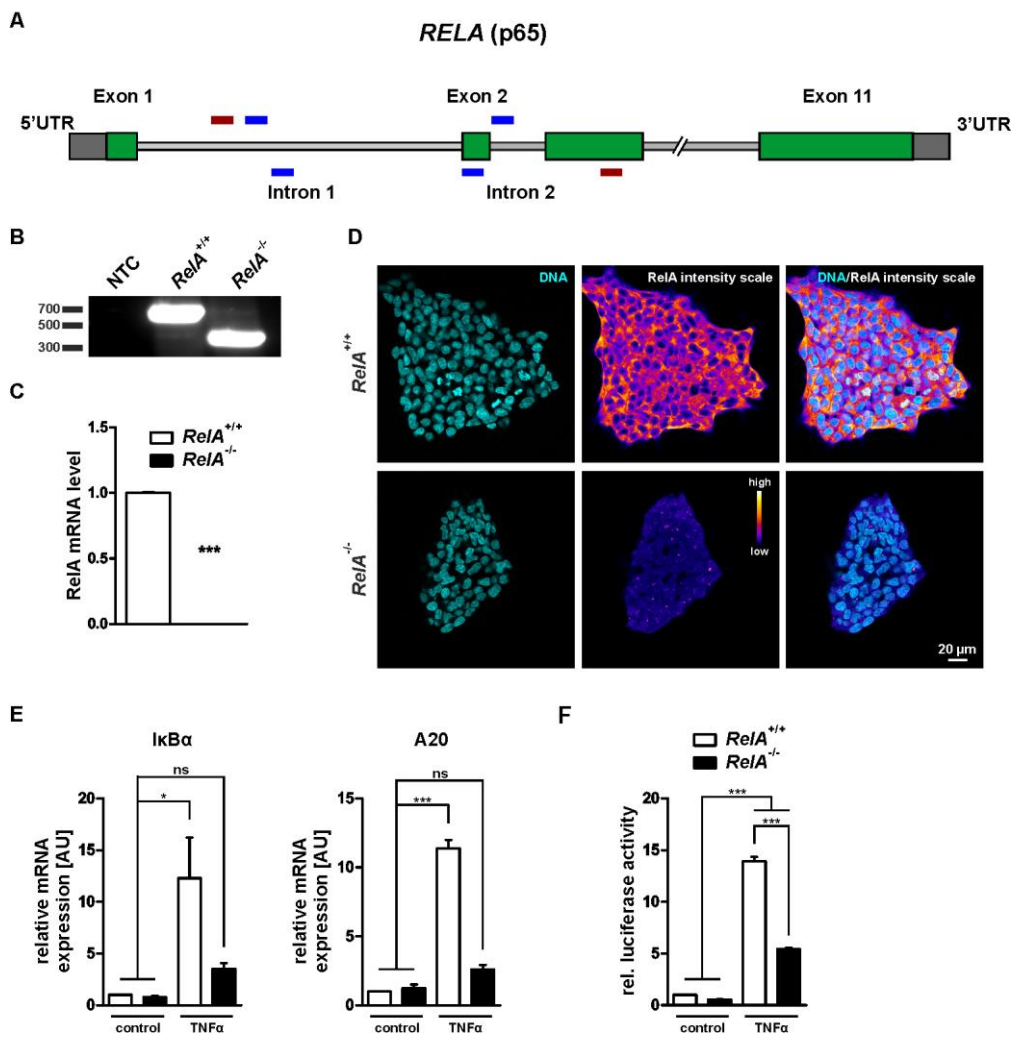 A
RELA (p65)
Exon 1
Exon 2
Exon 11
5'UTR
3'UTR
Intron 1
Intron 2
B
NTC
RelA+/+
RelA-/-
700
500
300
C
RelA mRNA level
1.5
1.0
0.5
0.0
RelA+/+
RelA-/-
***
D
DNA
RelA intensity scale
DNA/RelA intensity scale
RelA+/+
RelA-/-
high
low
20 µm
E
IκBα
ns
*
relative mRNA
expression [AU]
20
15
10
5
0
control
TNFα
A20
ns
***
relative mRNA
expression [AU]
15
10
5
0
control
TNFα
F
RelA+/+
RelA-/-
***
***
rel. luciferase activity
20
15
10
5
0
control
TNFα